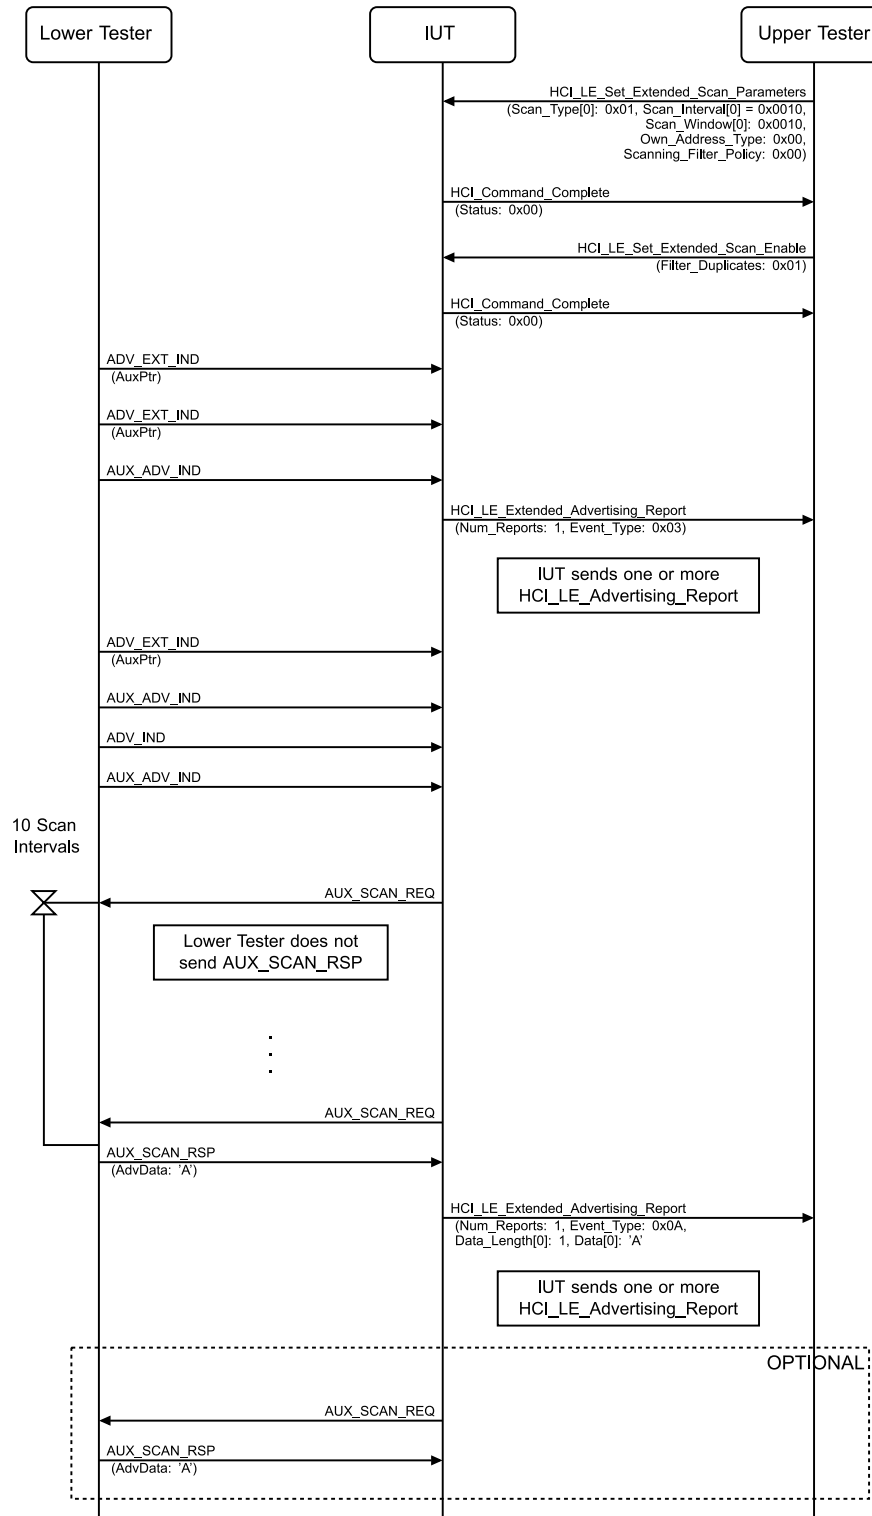 Lower Tester
IUT
Upper Tester
HCI_LE_Set_Extended_Scan_Parameters
(Scan_Type[0]: 0x01, Scan_Interval[0] = 0x0010,
Scan_Window[0]: 0x0010,
Own_Address_Type: 0x00,
Scanning_Filter_Policy: 0x00)
HCI_Command_Complete
(Status: 0x00)
HCI_LE_Set_Extended_Scan_Enable
(Filter_Duplicates: 0x01)
HCI_Command_Complete
(Status: 0x00)
ADV_EXT_IND
(AuxPtr)
ADV_EXT_IND
(AuxPtr)
AUX_ADV_IND
HCI_LE_Extended_Advertising_Report
(Num_Reports: 1, Event_Type: 0x03)
IUT sends one or more
HCI_LE_Advertising_Report
ADV_EXT_IND
(AuxPtr)
AUX_ADV_IND
ADV_IND
AUX_ADV_IND
10 Scan
Intervals
AUX_SCAN_REQ
Lower Tester does not
send AUX_SCAN_RSP
.
.
.
AUX_SCAN_REQ
AUX_SCAN_RSP
(AdvData: 'A')
HCI_LE_Extended_Advertising_Report
(Num_Reports: 1, Event_Type: 0x0A,
Data_Length[0]: 1, Data[0]: 'A'
IUT sends one or more
HCI_LE_Advertising_Report
OPTIONAL
AUX_SCAN_REQ
AUX_SCAN_RSP
(AdvData: 'A')